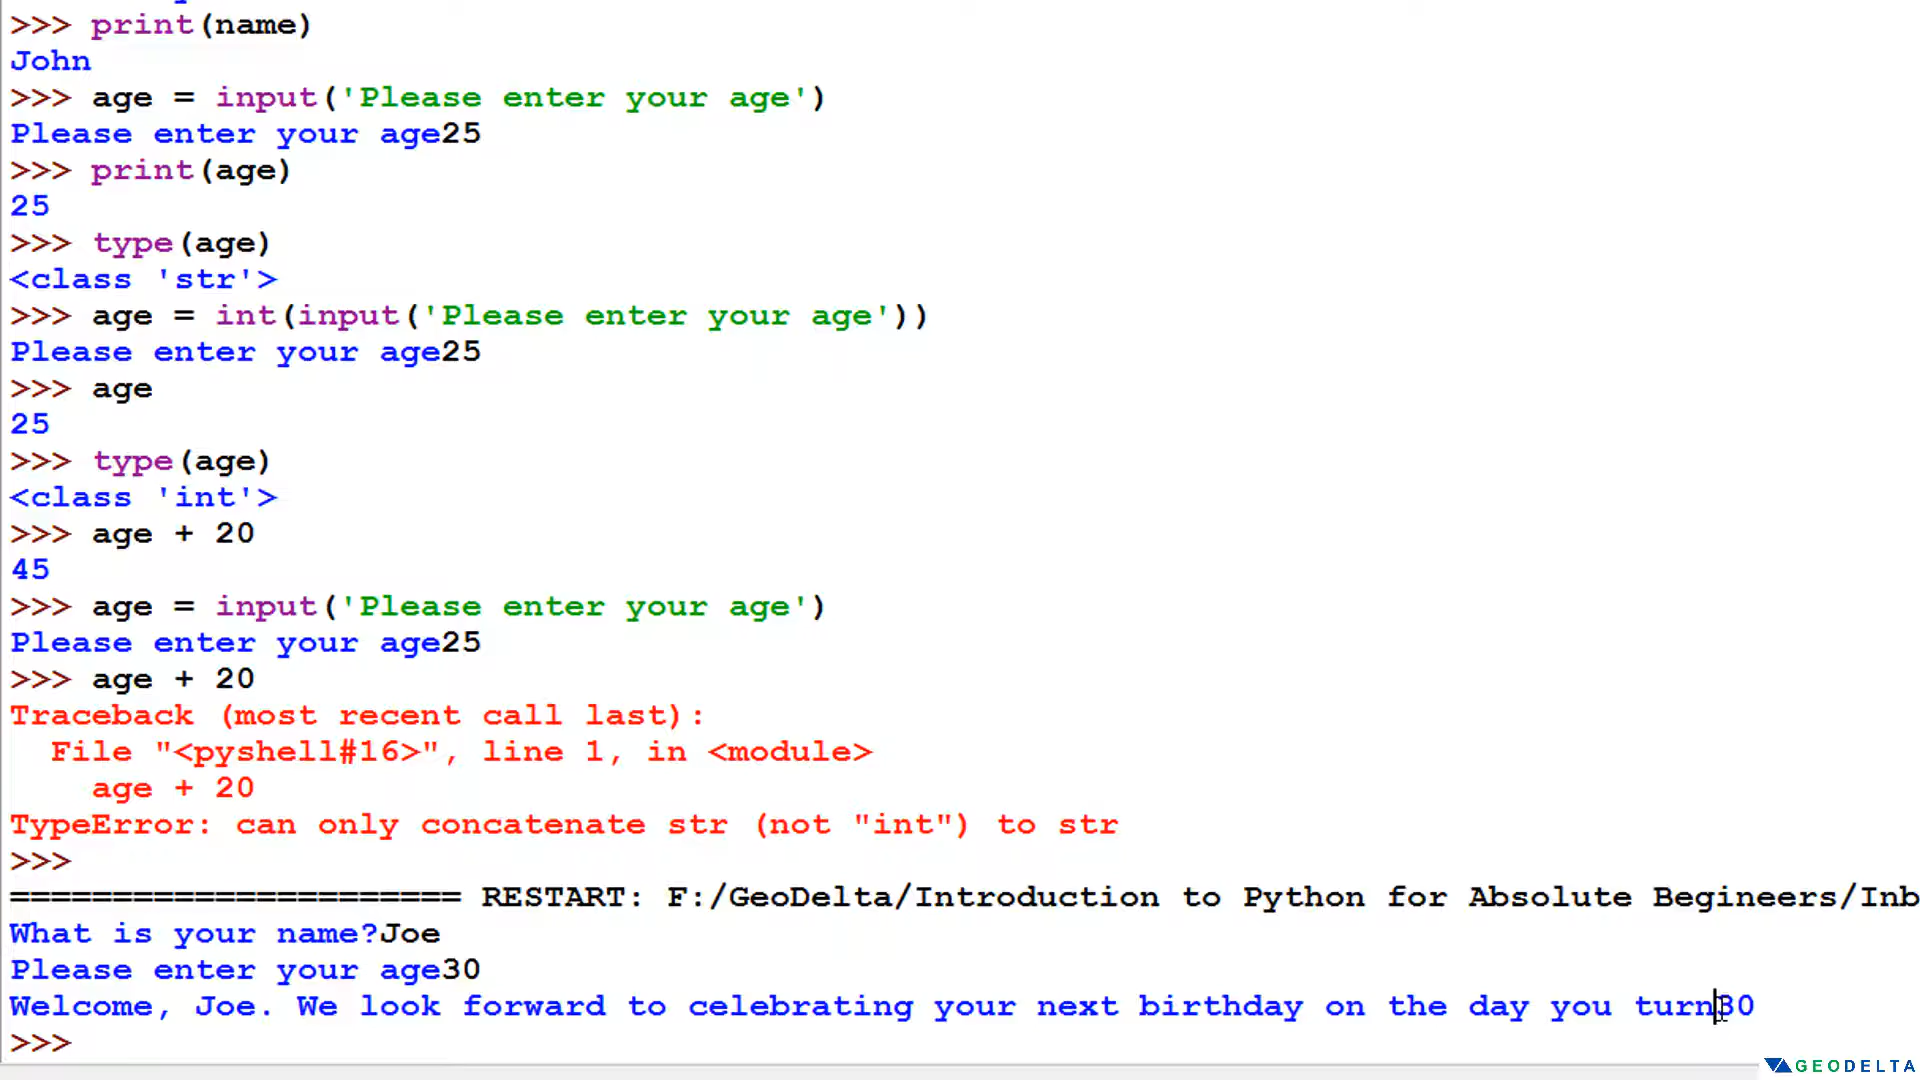 >>> print(name)
John
>>> age = input('Please enter your age')
Please enter your age25
>>> print(age)
25
>>> type(age)
<class 'str'>
>>> age = int(input('Please enter your age'))
Please enter your age25
>>> age
25
>>> type(age)
<class 'int'>
>>> age + 20
45
>>> age = input('Please enter your age')
Please enter your age25
>>> age + 20
Traceback (most recent call last):
  File "<pyshell#16>", line 1, in <module>
    age + 20
TypeError: can only concatenate str (not "int") to str
>>>
====================== RESTART: F:/GeoDelta/Introduction to Python for Absolute Begineers/Inb
What is your name?Joe
Please enter your age30
Welcome, Joe. We look forward to celebrating your next birthday on the day you turn30
>>>
GEODELTA